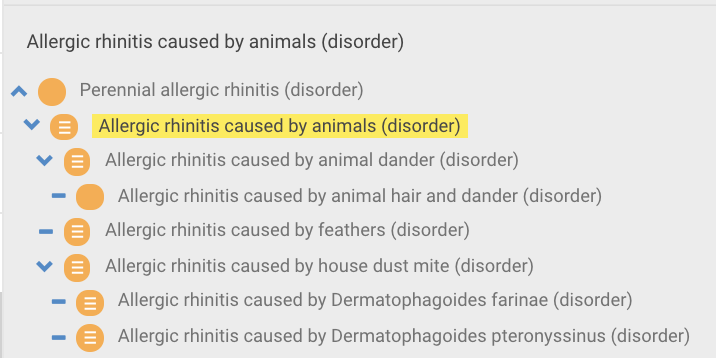 Allergic rhinitis caused by animals (disorder)
Perennial allergic rhinitis (disorder)
Allergic rhinitis caused by animals (disorder)
Allergic rhinitis caused by animal dander (disorder)
Allergic rhinitis caused by animal hair and dander (disorder)
Allergic rhinitis caused by feathers (disorder)
Allergic rhinitis caused by house dust mite (disorder)
Allergic rhinitis caused by Dermatophagoides farinae (disorder)
Allergic rhinitis caused by Dermatophagoides pteronyssinus (disorder)